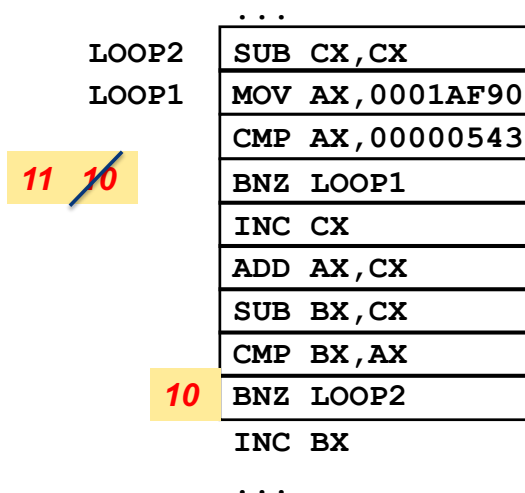 ...
LOOP2 SUB CX,CX
LOOP1 MOV AX,0001AF90
CMP AX,00000543
11 10 BNZ LOOP1
INC CX
ADD AX,CX
SUB BX,CX
CMP BX,AX
10 BNZ LOOP2
INC BX
...